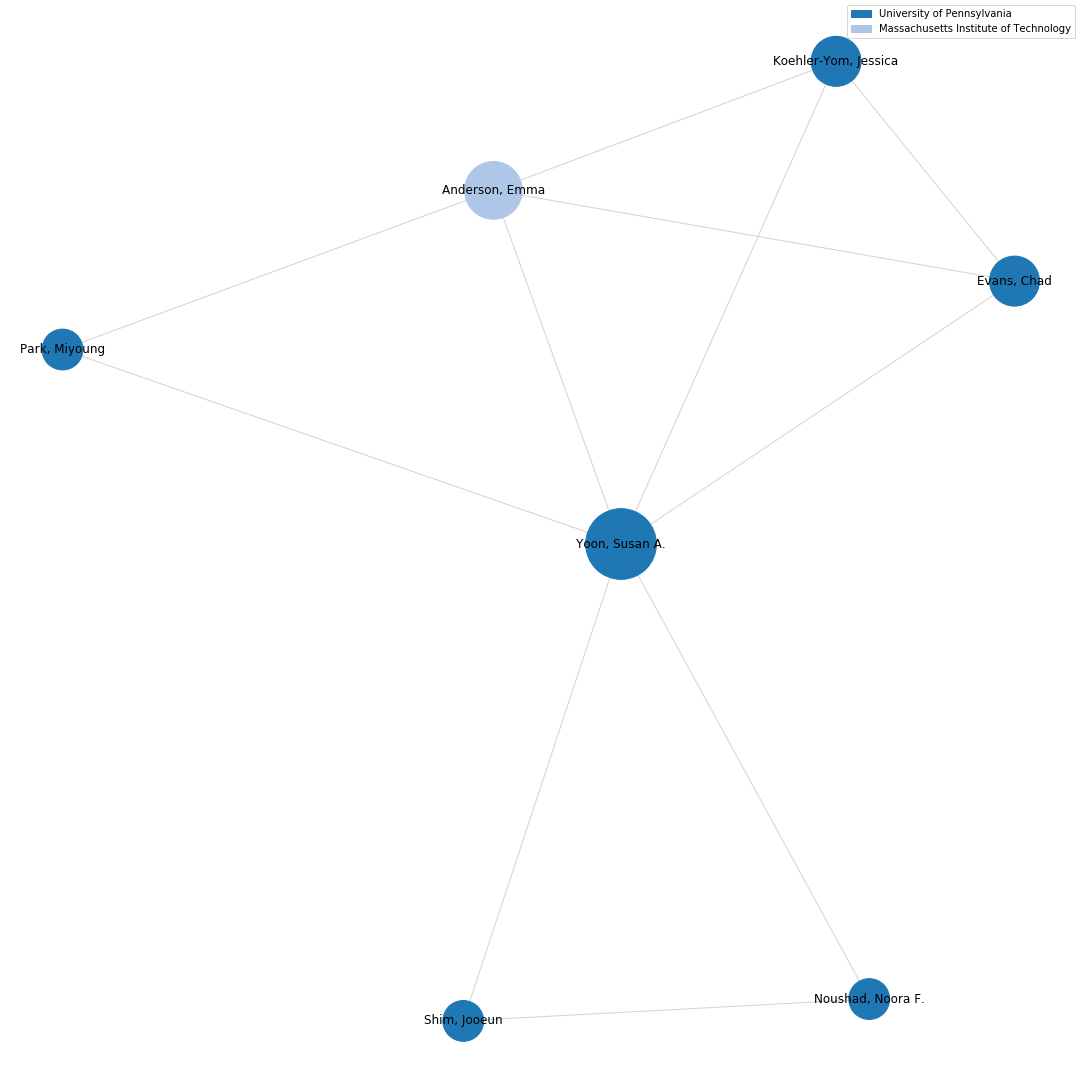 University of Pennsylvania
Massachusetts Institute of Technology
Koehler-Yom, Jessica
Anderson, Emma
Evans, Chad
Park, Miyoung
Yoon, Susan A.
Noushad, Noora F.
Shim, Jooeun